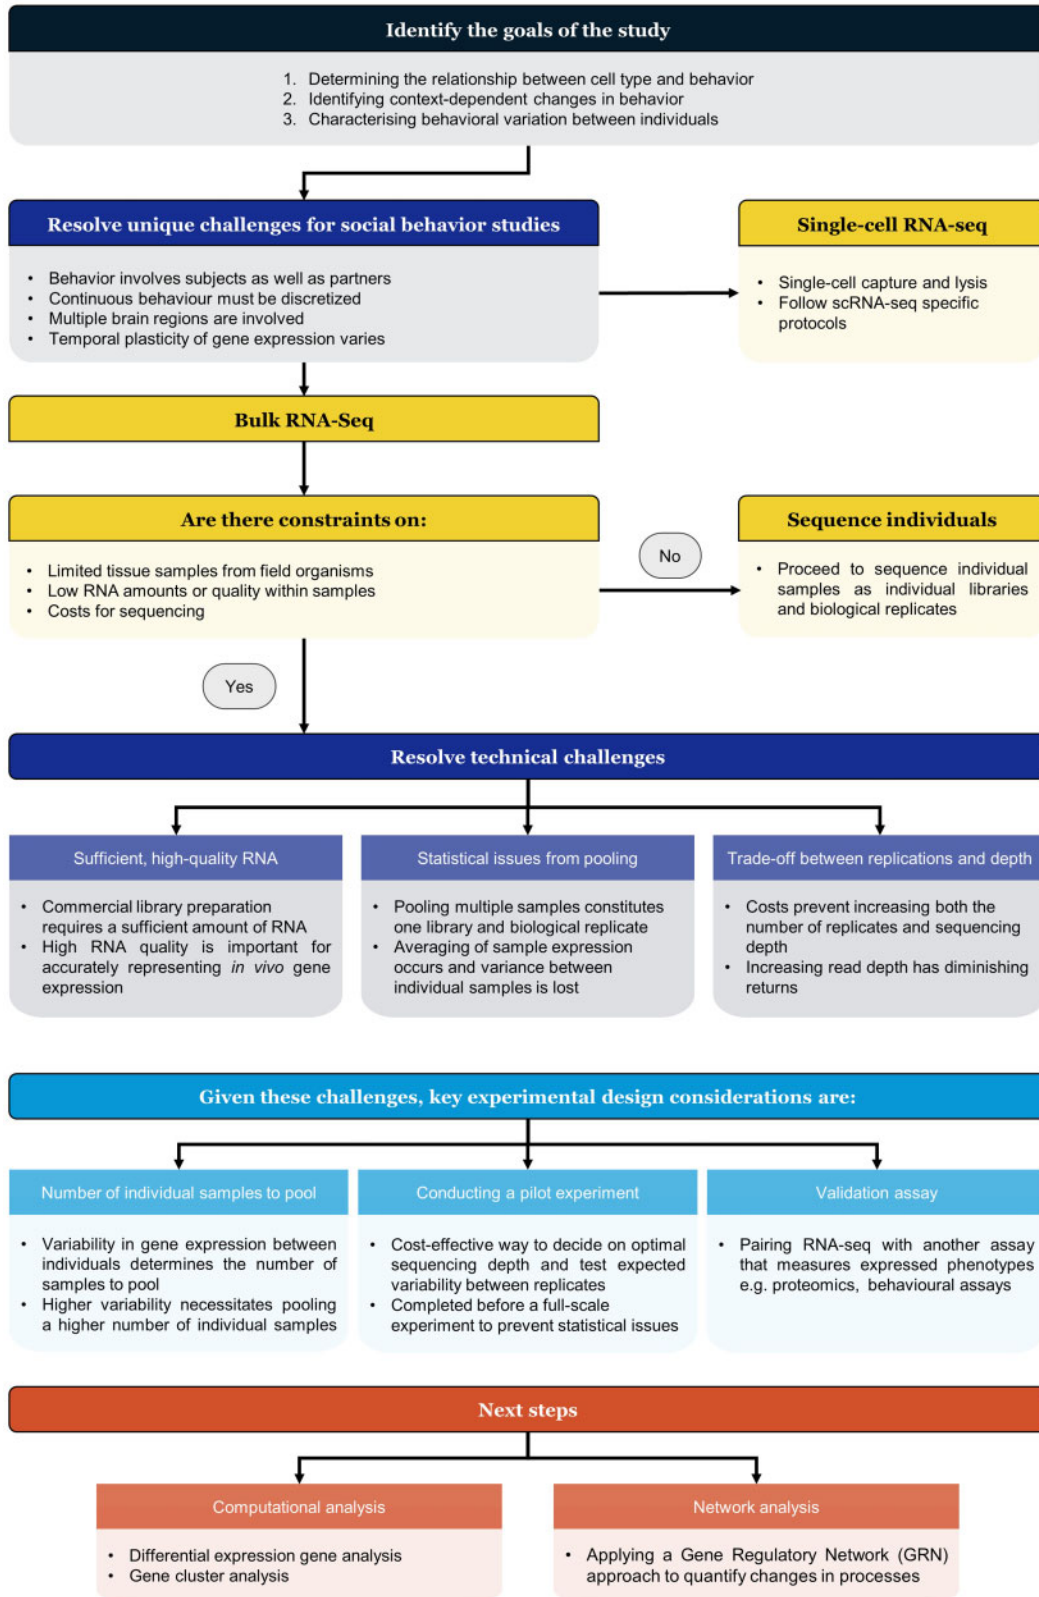 Identify the goals of the study
1. Determining the relationship between cell type and behavior
2. Identifying context-dependent changes in behavior
3. Characterising behavioral variation between individuals
Resolve unique challenges for social behavior studies
• Behavior involves subjects as well as partners
• Continuous behaviour must be discretized
• Multiple brain regions are involved
• Temporal plasticity of gene expression varies
Single-cell RNA-seq
• Single-cell capture and lysis
• Follow scRNA-seq specific
protocols
Bulk RNA-Seq
Are there constraints on:
• Limited tissue samples from field organisms
• Low RNA amounts or quality within samples
• Costs for sequencing
No
Sequence individuals
• Proceed to sequence individual
samples as individual libraries
and biological replicates
Yes
Resolve technical challenges
Sufficient, high-quality RNA
• Commercial library preparation
requires a sufficient amount of RNA
• High RNA quality is important for
accurately representing in vivo gene
expression
Statistical issues from pooling
• Pooling multiple samples constitutes
one library and biological replicate
• Averaging of sample expression
occurs and variance between
individual samples is lost
Trade-off between replications and depth
• Costs prevent increasing both the
number of replicates and sequencing
depth
• Increasing read depth has diminishing
returns
Given these challenges, key experimental design considerations are:
Number of individual samples to pool
• Variability in gene expression between
individuals determines the number of
samples to pool
• Higher variability necessitates pooling
a higher number of individual samples
Conducting a pilot experiment
• Cost-effective way to decide on optimal
sequencing depth and test expected
variability between replicates
• Completed before a full-scale
experiment to prevent statistical issues
Validation assay
• Pairing RNA-seq with another assay
that measures expressed phenotypes
e.g. proteomics, behavioural assays
Next steps
Computational analysis
• Differential expression gene analysis
• Gene cluster analysis
Network analysis
• Applying a Gene Regulatory Network (GRN)
approach to quantify changes in processes